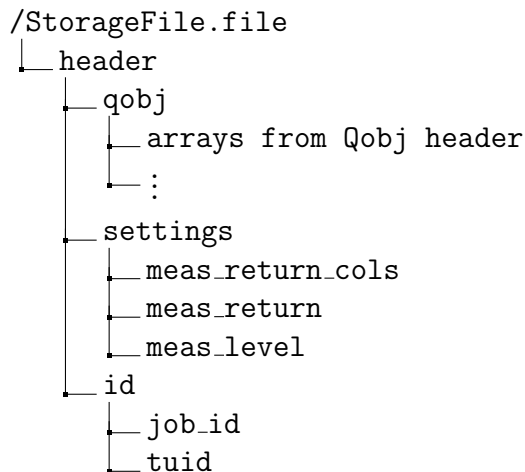 /StorageFile.file
header
qobj
arrays from Qobj header
⋮
settings
meas_return_cols
meas_return
meas_level
id
job_id
tuid